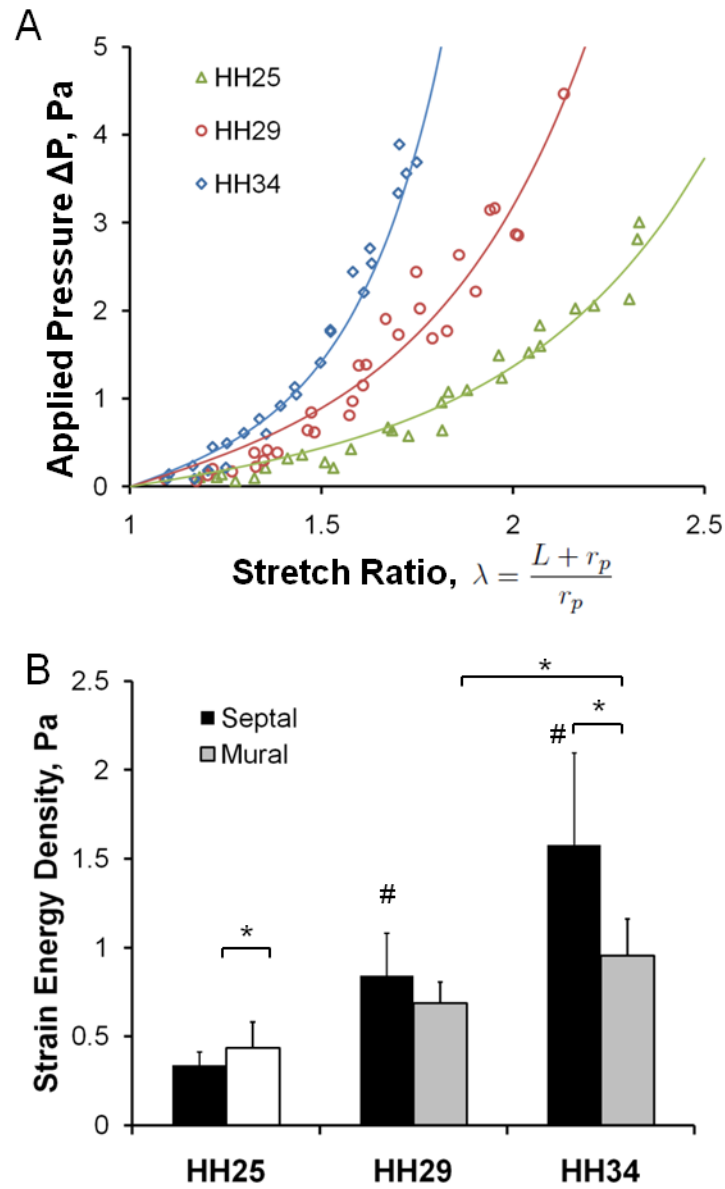 A
5
4
3
2
1
0
Applied Pressure ΔP, Pa
HH25
HH29
HH34
1 1.5 2 2.5
Stretch Ratio, λ = (L + r_p) / r_p
B
2.5
2
1.5
1
0.5
0
Strain Energy Density, Pa
Septal
Mural
*
#
*
#
*
HH25 HH29 HH34